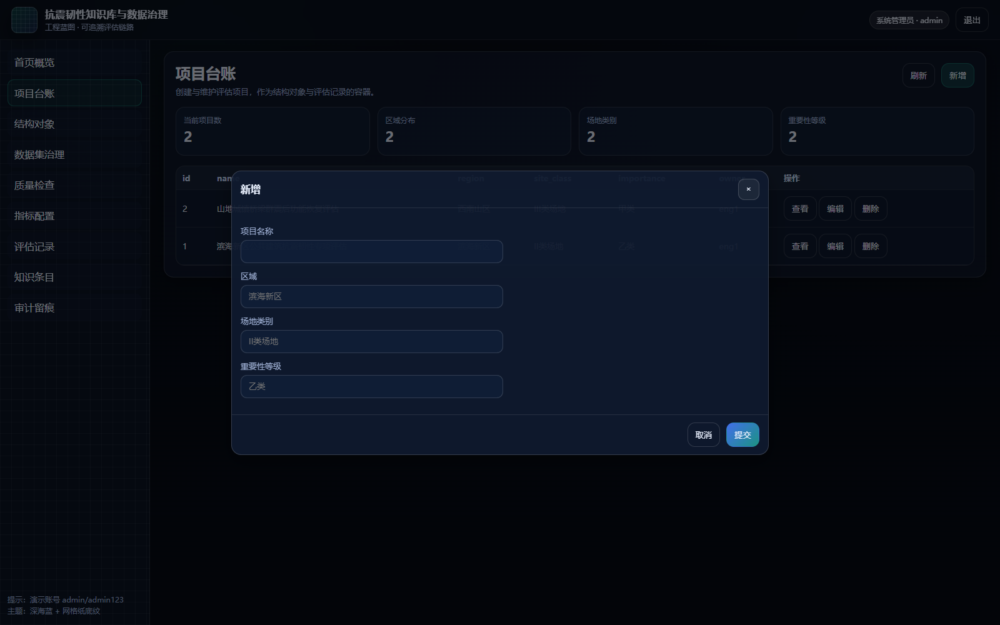 抗震韧性知识库与数据治理
工程蓝图 · 可追溯评估链路
系统管理员 · admin
退出
首页概览
项目台账
结构对象
数据集治理
质量检查
指标配置
评估记录
知识条目
审计留痕
提示：演示账号 admin/admin123
主题：深海蓝 + 网格纸底纹
项目台账
创建与维护评估项目，作为结构对象与评估记录的容器。
刷新
新增
当前项目数
2
区域分布
2
场地类别
2
重要性等级
2
id name region site_class importance owner 操作
2 山地 III类场地 甲类 eng1 查看 编辑 删除
1 滨海 II类场地 乙类 eng1 查看 编辑 删除
新增
×
项目名称
区域
滨海新区
场地类别
II类场地
重要性等级
乙类
取消
提交